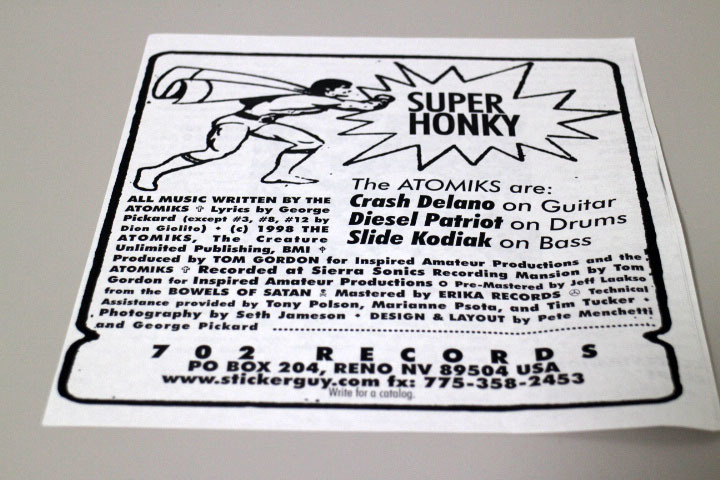 SUPER
HONKY
The ATOMIKS are:
Crash Delano on Guitar
Diesel Patriot on Drums
Slide Kodiak on Bass
ALL MUSIC WRITTEN BY THE
ATOMIKS ✞ Lyrics by George
Pickard (except #3, #8, #12 by
Dion Giolito) • (c) 1998 THE
ATOMIKS, The Creature
Unlimited Publishing, BMI ✞
Produced by TOM GORDON for Inspired Amateur Productions and the
ATOMIKS ✞ Recorded at Sierra Sonics Recording Mansion by Tom
Gordon for Inspired Amateur Productions ✪ Pre-Mastered by Jeff Laakso
from the BOWELS OF SATAN ☠ Mastered by ERIKA RECORDS ☮ Technical
Assistance provided by Tony Polson, Marianne Psota, and Tim Tucker •
Photography by Seth Jameson • DESIGN & LAYOUT by Pete Menchetti
and George Pickard
702 RECORDS
PO BOX 204, RENO NV 89504 USA
www.stickerguy.com fx: 775-358-2453
Write for a catalog.